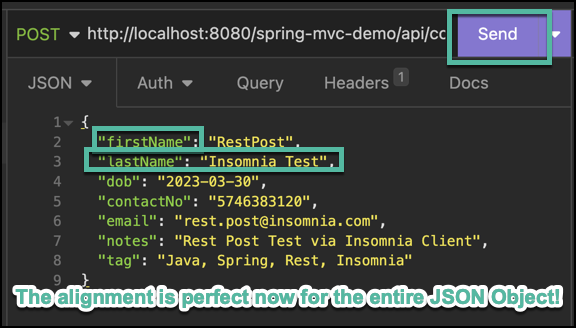 POST http://localhost:8080/spring-mvc-demo/api/co Send
JSON Auth Query Headers 1 Docs
1 {
2 "firstName": "RestPost",
3 "lastName": "Insomnia Test",
4 "dob": "2023-03-30",
5 "contactNo": "5746383120",
6 "email": "rest.post@insomnia.com",
7 "notes": "Rest Post Test via Insomnia Client",
8 "tag": "Java, Spring, Rest, Insomnia"
9 }
The alignment is perfect now for the entire JSON Object!